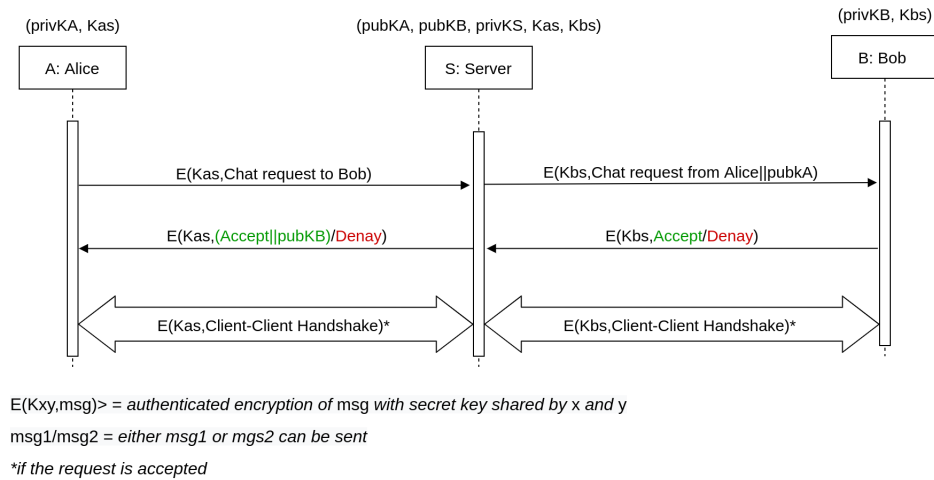 (privKA, Kas)
(pubKA, pubKB, privKS, Kas, Kbs)
(privKB, Kbs)
A: Alice
S: Server
B: Bob
E(Kas,Chat request to Bob)
E(Kbs,Chat request from Alice||pubkA)
E(Kas,(Accept||pubKB)/Denay)
E(Kbs,Accept/Denay)
E(Kas,Client-Client Handshake)*
E(Kbs,Client-Client Handshake)*
E(Kxy,msg)> = authenticated encryption of msg with secret key shared by x and y
msg1/msg2 = either msg1 or mgs2 can be sent
*if the request is accepted